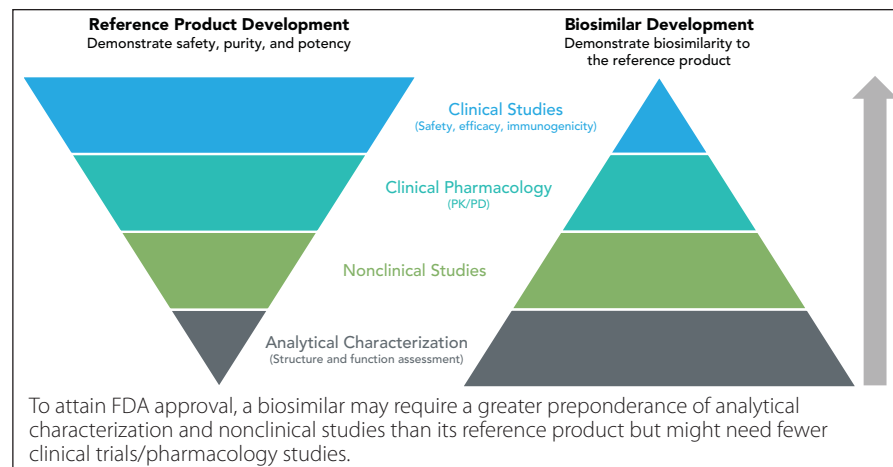 Reference Product Development
Demonstrate safety, purity, and potency
Biosimilar Development
Demonstrate biosimilarity to
the reference product
Clinical Studies
(Safety, efficacy, immunogenicity)
Clinical Pharmacology
(PK/PD)
Nonclinical Studies
Analytical Characterization
(Structure and function assessment)
To attain FDA approval, a biosimilar may require a greater preponderance of analytical
characterization and nonclinical studies than its reference product but might need fewer
clinical trials/pharmacology studies.